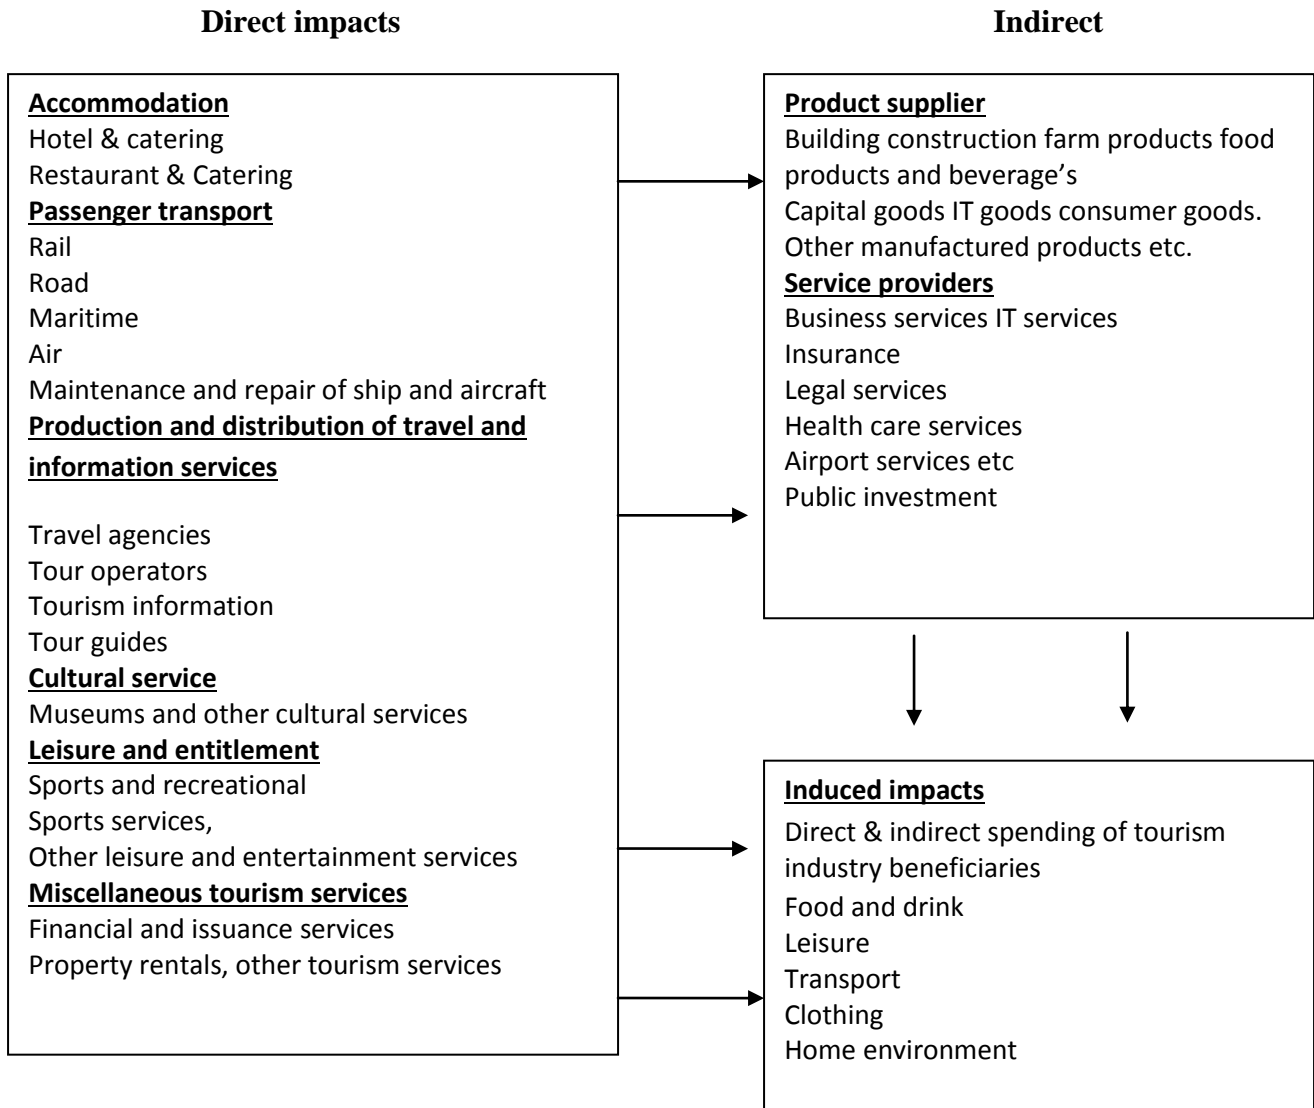 Direct impacts
Indirect
Accommodation
Hotel & catering
Restaurant & Catering
Passenger transport
Rail
Road
Maritime
Air
Maintenance and repair of ship and aircraft
Production and distribution of travel and
information services
Travel agencies
Tour operators
Tourism information
Tour guides
Cultural service
Museums and other cultural services
Leisure and entitlement
Sports and recreational
Sports services,
Other leisure and entertainment services
Miscellaneous tourism services
Financial and issuance services
Property rentals, other tourism services
Product supplier
Building construction farm products food
products and beverage’s
Capital goods IT goods consumer goods.
Other manufactured products etc.
Service providers
Business services IT services
Insurance
Legal services
Health care services
Airport services etc
Public investment
Induced impacts
Direct & indirect spending of tourism
industry beneficiaries
Food and drink
Leisure
Transport
Clothing
Home environment